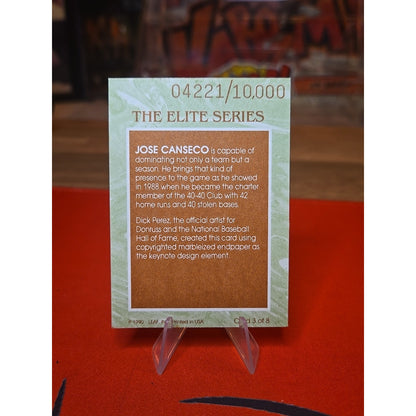 04221/10,000
THE ELITE SERIES
JOSE CANSECO is capable of
dominating not only a team but a
season. He brings that kind of
presence to the game as he showed
in 1988 when he became the charter
member of the 40-40 Club with 42
home runs and 40 stolen bases.
Dick Perez, the official artist for
Donruss and the National Baseball
Hall of Fame, created this card using
copyrighted marbleized endpaper as
the keynote design element.
LEAF, Printed in USA Card 3 of 8